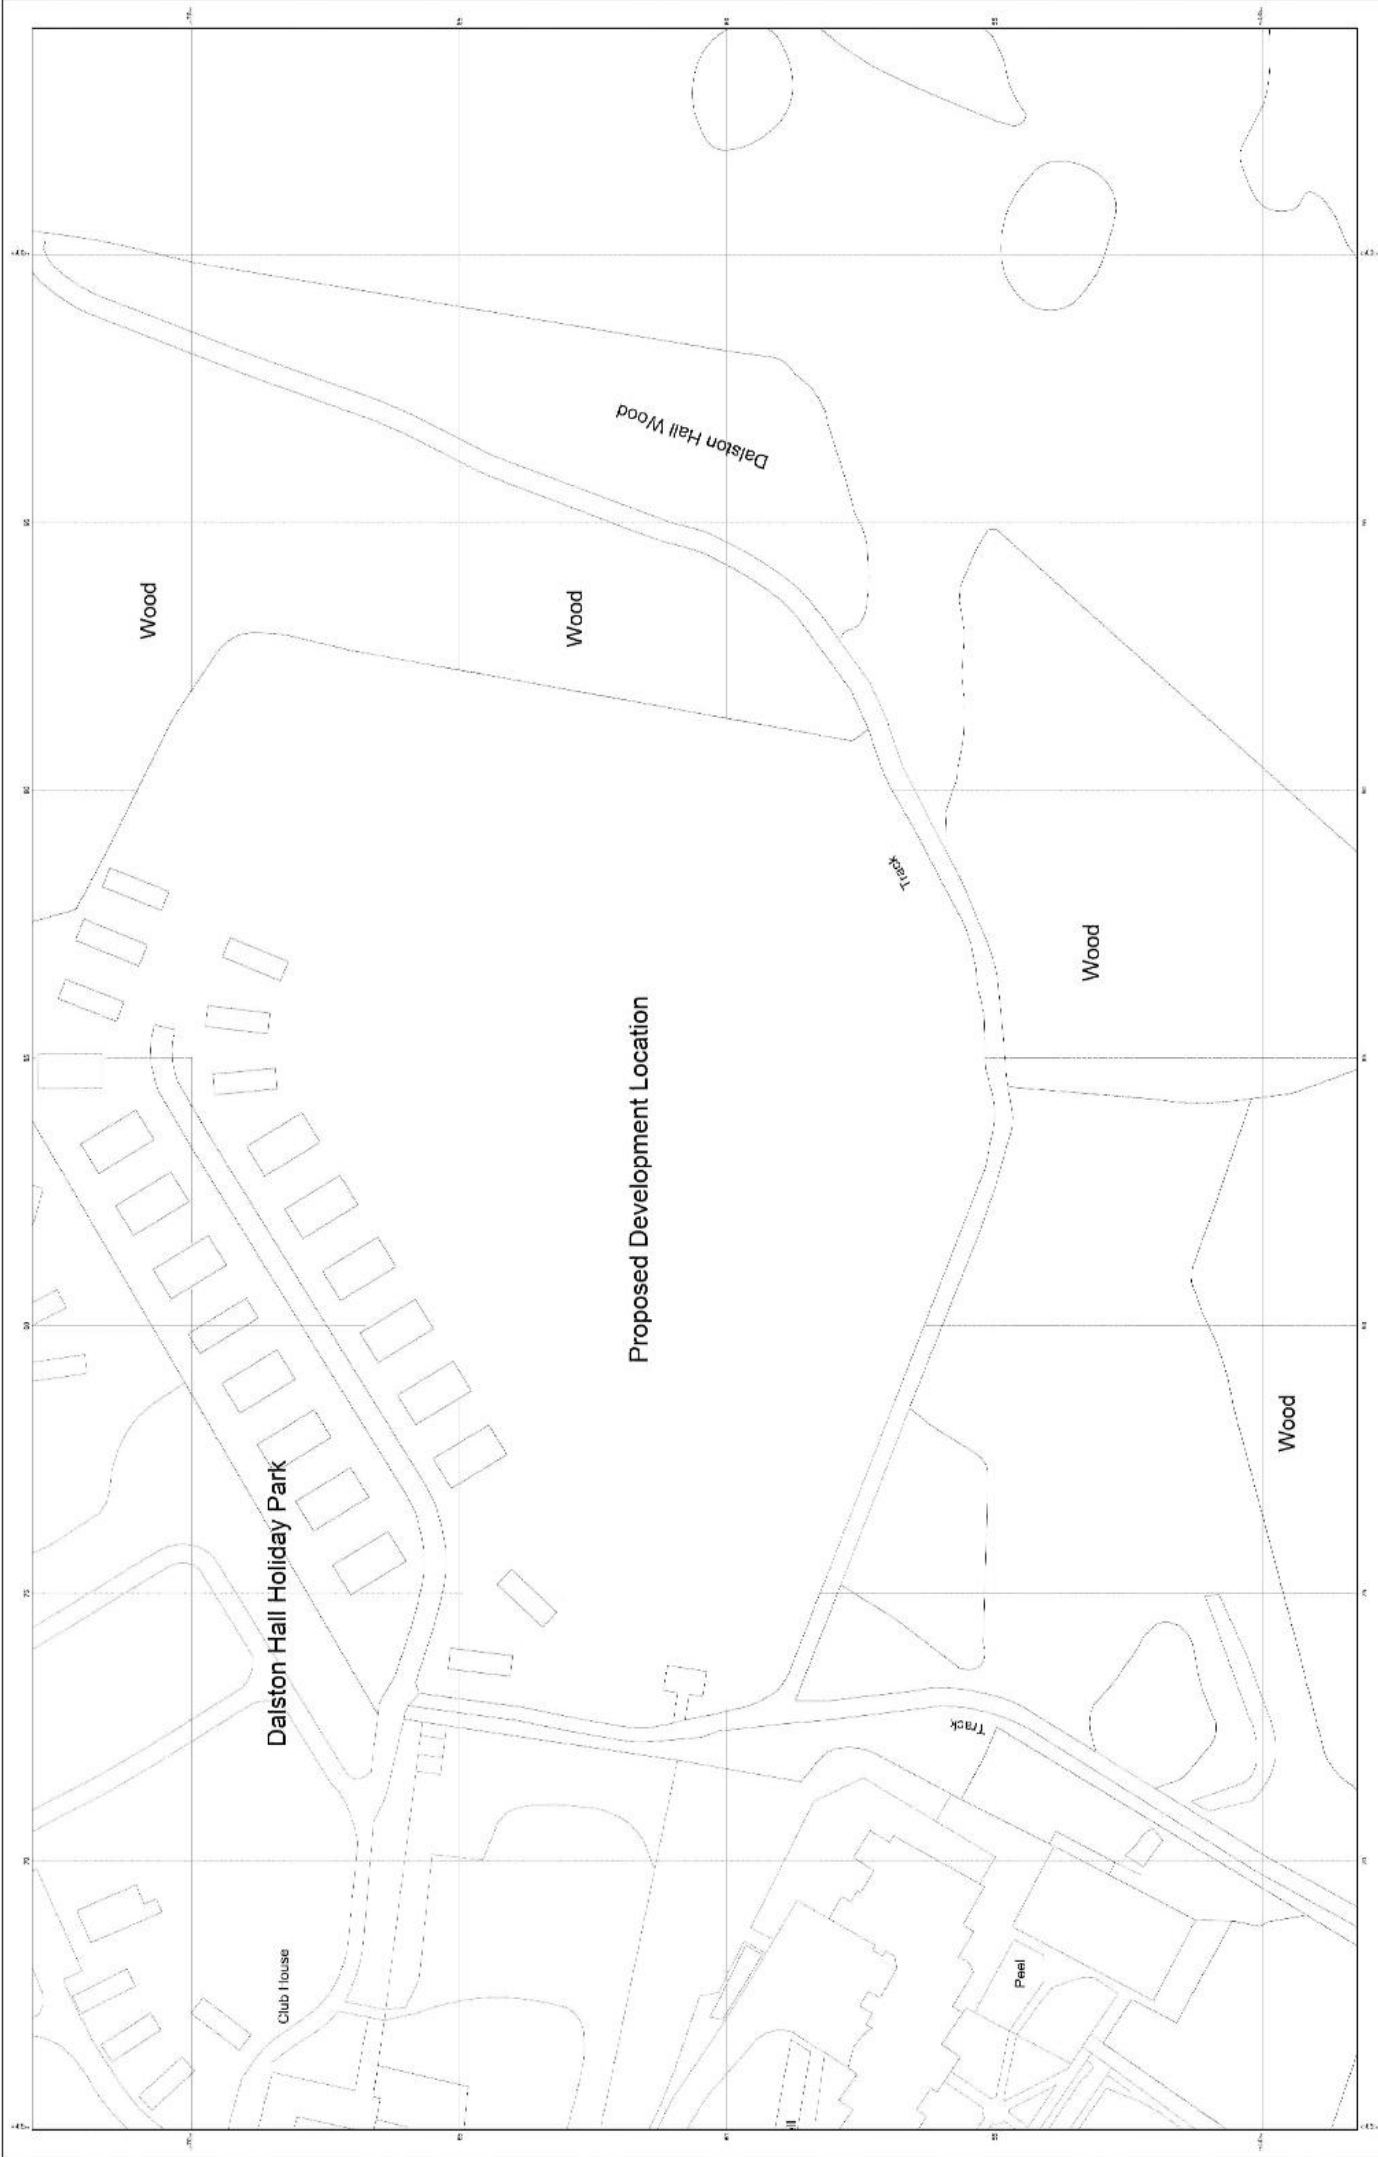 Dalston Hall Wood
Wood
Wood
Track
Wood
Proposed Development Location
Wood
Dalston Hall Holiday Park
Track
Club House
Peel